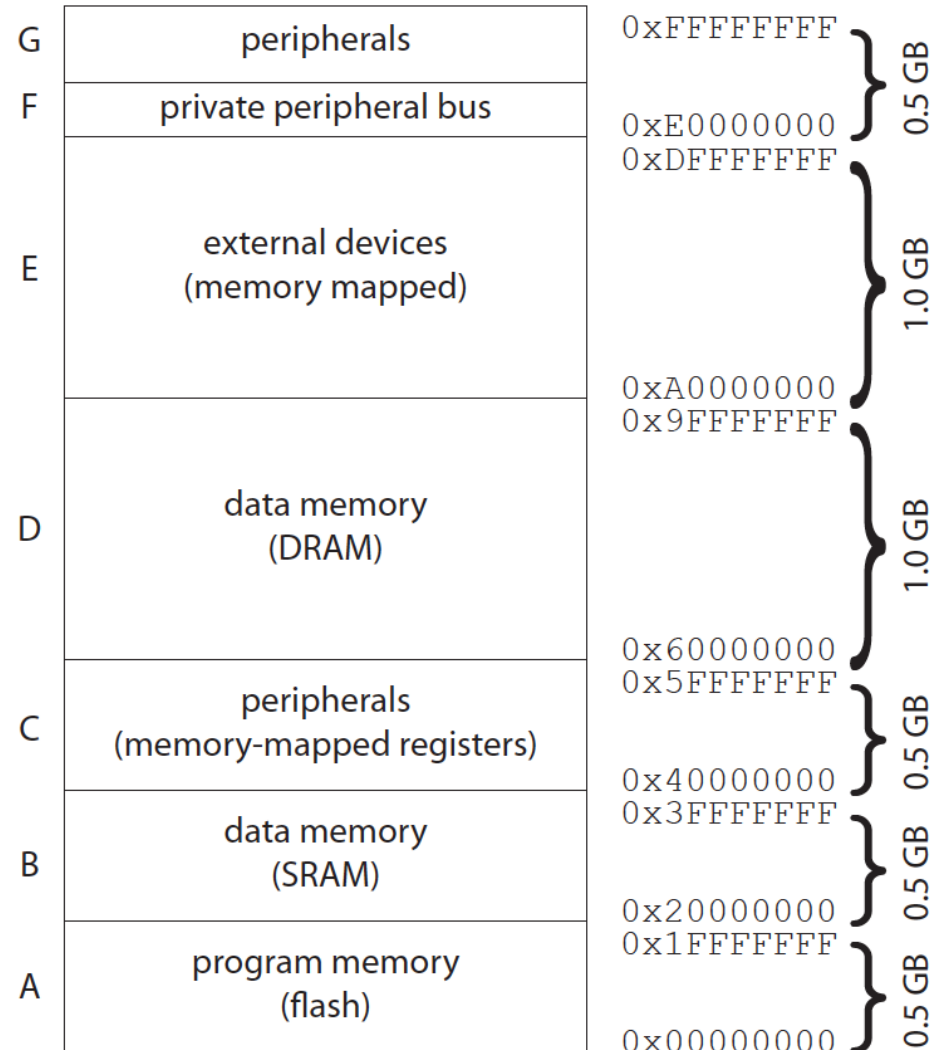 G
peripherals
0xFFFFFFFF
0.5 GB
F
private peripheral bus
0xE0000000
0xDFFFFFFF
E
external devices
(memory mapped)
1.0 GB
0xA0000000
0x9FFFFFFF
D
data memory
(DRAM)
1.0 GB
0x60000000
0x5FFFFFFF
C
peripherals
(memory-mapped registers)
0.5 GB
0x40000000
0x3FFFFFFF
B
data memory
(SRAM)
0.5 GB
0x20000000
0x1FFFFFFF
A
program memory
(flash)
0.5 GB
0x00000000